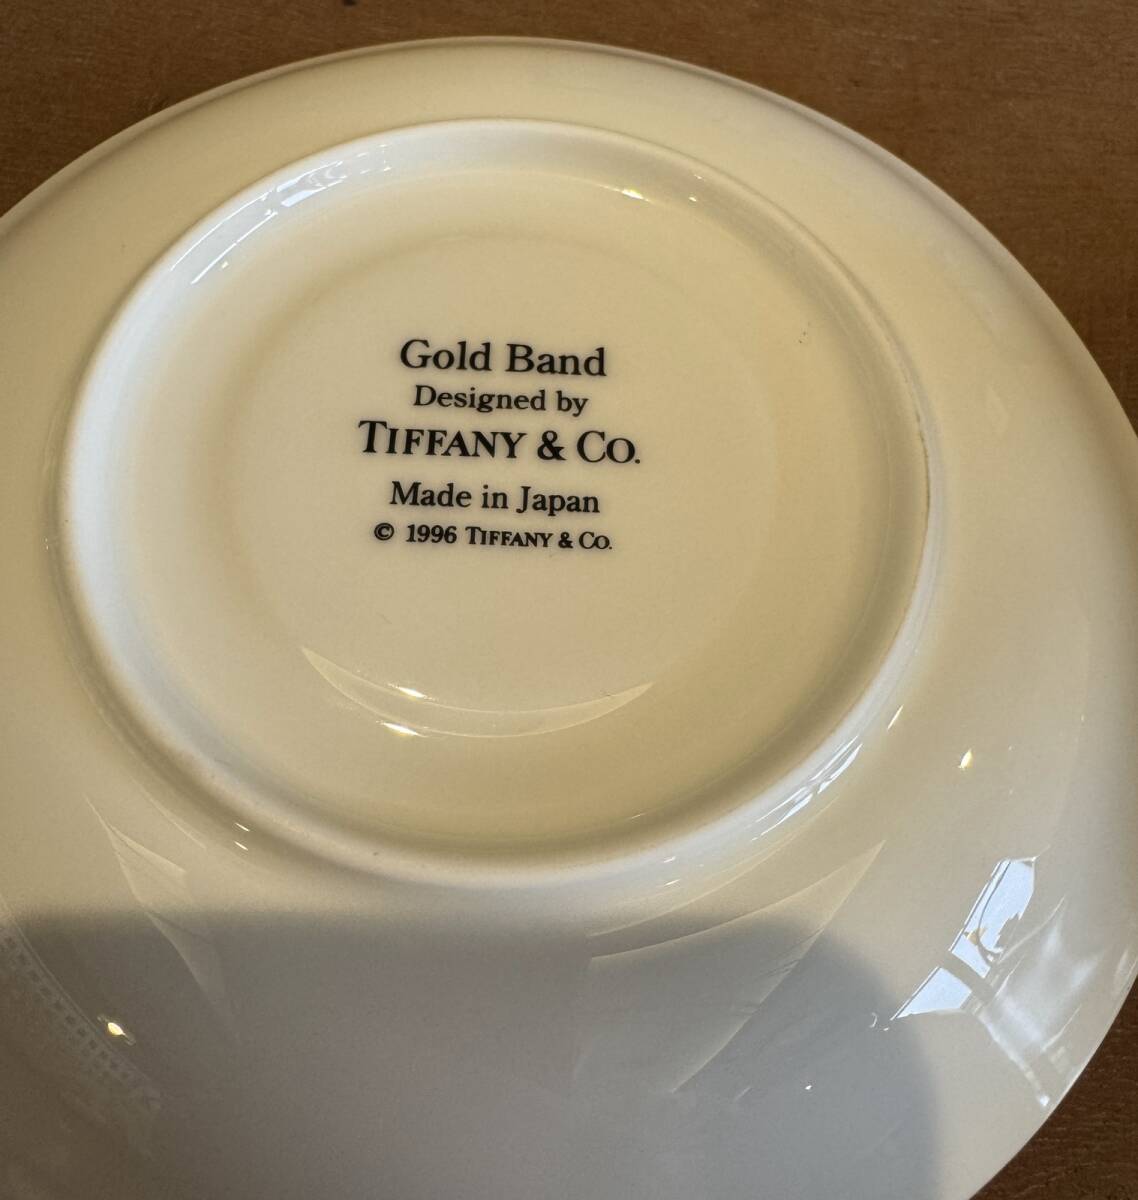 Gold Band
Designed by
TIFFANY & CO.
Made in Japan
© 1996 TIFFANY & CO.